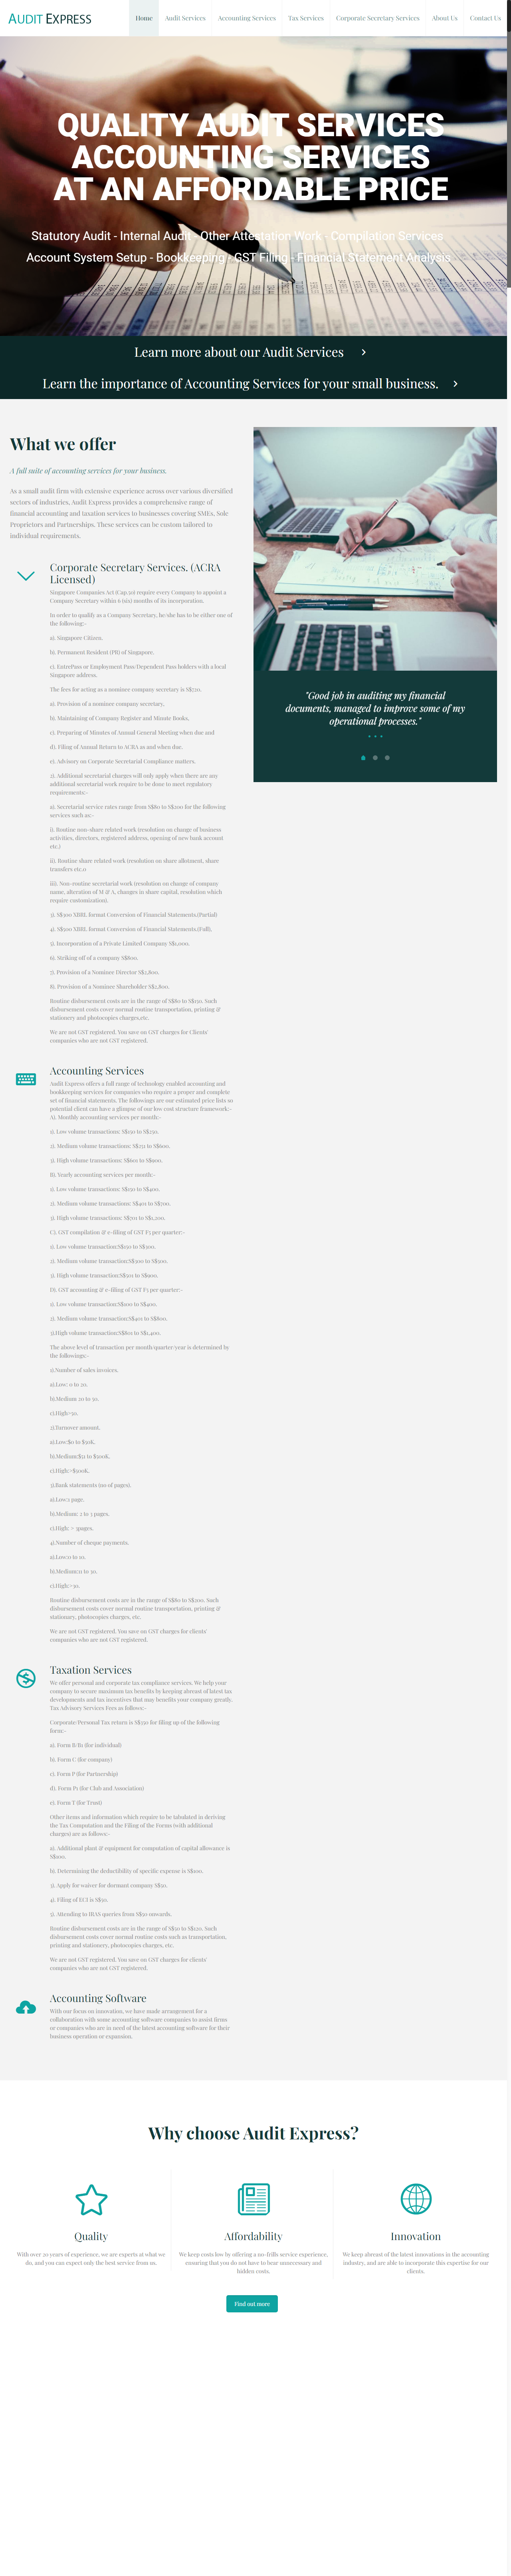 AUDIT EXPRESS
Home
Audit Services
Accounting Services
Tax Services
Corporate Secretary Services
About Us
Contact Us
QUALITY AUDIT SERVICES
ACCOUNTING SERVICES
AT AN AFFORDABLE PRICE
Statutory Audit - Internal Audit - Other Attestation Work - Compilation Services
Account System Setup - Bookkeeping - GST Filing - Financial Statement Analysis
Learn more about our Audit Services
Learn the importance of Accounting Services for your small business.
What we offer
A full suite of accounting services for your business.
As a small audit firm with extensive experience across over various diversified
sectors of industries, Audit Express provides a comprehensive range of
financial accounting and taxation services to businesses covering SMEs, Sole
Proprietors and Partnerships. These services can be custom tailored to
individual requirements.
"Good job in auditing my financial
documents, managed to improve some of my
operational processes."
Corporate Secretary Services. (ACRA
Licensed)
Singapore Companies Act (Cap.50) require every Company to appoint a
Company Secretary within 6 (six) months of its incorporation.
In order to qualify as a Company Secretary, he/she has to be either one of
the following:-
a). Singapore Citizen.
b). Permanent Resident (PR) of Singapore.
c). EntrePass or Employment Pass/Dependent Pass holders with a local
Singapore address.
The fees for acting as a nominee company secretary is
a). Provision of a nominee company secretary.
b). Maintaining of Company Register and Minute Books.
c). Preparing of Minutes of Annual General Meeting when due and
d). Filing of Annual Return to ACRA as and when due.
e). Advisory on Corporate Secretarial Compliance matters.
2). Additional secretarial charges will only apply when there are any
additional secretarial work require to be done to meet regulatory
requirements:-
a). Secretarial service rates range from S$80 to S$200 for the following
services such as:-
i). Routine non-share related work (resolution on change of business
activities, directors, registered address, opening of new bank account
etc.)
ii). Routine share related work (resolution on share allotment, share
transfers
iii). Non-routine secretarial work (resolution on change of company
name, alteration of M & A, changes in share capital, resolution which
require customization).
3). S$300 XBRL format Conversion of Financial Statements.(Partial)
4). S$500 XBRL format Conversion of Financial Statements.(Full).
5). Incorporation of a Private Limited Company
6). Striking off of a company S$800.
7). Provision of a Nominee Director
8). Provision of a Nominee Shareholder
Routine disbursement costs are in the range of S$80 to S$150. Such
disbursement costs cover normal routine transportation, printing &
stationery and photocopies charges,etc.
We are not GST registered. You save on GST charges for Clients'
companies who are not GST registered.
Accounting Services
Audit Express offers a full range of technology enabled accounting and
bookkeeping services for companies who require a proper and complete
set of financial statements. The followings are our estimated price lists so
potential client can have a glimpse of our low cost structure framework:-
A). Monthly accounting services per month:-
1). Low volume transactions: S$150 to S$250.
2). Medium volume transactions: S$251 to S$600.
3). High volume transactions: S$601 to S$900.
B). Yearly accounting services per month:-
1). Low volume transactions: S$150 to S$400.
2). Medium volume transactions: S$401 to S$700.
3). High volume transactions: S$701 to S$1,200.
C). GST compilation & e-filing of GST F5 per quarter:-
1). Low volume transaction:S$150 to S$300.
2). Medium volume transaction:S$300 to S$500.
3). High volume transaction:S$501 to S$900.
D). GST accounting & e-filing of GST F5 per quarter:-
1). Low volume transaction:S$200 to S$400.
2). Medium volume transaction:S$401 to S$800.
3).High volume transaction:S$801 to S$1,400.
The above level of transaction per month/quarter/year is determined by
the followings:-
1).Number of sales invoices.
a).Low: 0 to 20.
b).Medium 20 to 50.
c).High>50.
2)Turnover amount.
a).Low:$0 to $50K.
b).Medium:$51 to $500K.
c).High:>$500K.
3).Bank statements (no of pages).
a).Low:1 page.
b).Medium: 2 to 3 pages.
c).High: > 3pages.
4).Number of cheque payments.
a).Low:0 to 10.
b).Medium:11 to 30.
c).High:>30.
Routine disbursement costs are in the range of S$80 to S$200. Such
disbursement costs cover normal routine transportation, printing &
stationary, photocopies charges, etc.
We are not GST registered. You save on GST charges for clients'
companies who are not GST registered.
Taxation Services
We offer personal and corporate tax compliance services. We help your
company to secure maximum tax benefits by keeping abreast of latest tax
developments and tax incentives that may benefits your company greatly.
Tax Advisory Services Fees as follows:-
Corporate/Personal Tax return is S$350 for filing up of the following
form:-
a). Form B/B1 (for individual)
b). Form C (for company)
c). Form P (for Partnership)
d). Form P1 (for Club and Association)
e). Form T (for Trust)
Other items and information which require to be tabulated in deriving
the Tax Computation and the Filing of the Forms (with additional
charges) are as follows:-
a). Additional plant & equipment for computation of capital allowance is
S$100.
b). Determining the deductibility of specific expense is S$100.
3). Apply for waiver for dormant company S$150.
4). Filing of ECI is S$50.
5). Attending to IRAS queries from S$50 onwards.
Routine disbursement costs are in the range of S$50 to S$120. Such
disbursement costs cover normal routine costs such as transportation,
printing and stationery, photocopies charges, etc.
We are not GST registered. You save on GST charges for clients'
companies who are not GST registered.
Accounting Software
With our focus on innovation, we have made arrangement for a
collaboration with some accounting software companies to assist firms
or companies who are in need of the latest accounting software for their
business operation or expansion.
Why choose Audit Express?
Quality
With over 20 years of experience, we are experts at what we
do, and you can expect only the best service from us.
Affordability
We keep costs low by offering a no-frills service experience,
ensuring that you do not have to bear unnecessary and
hidden costs.
Innovation
We keep abreast of the latest innovations in the accounting
industry, and are able to incorporate this expertise for our
clients.
Find out more